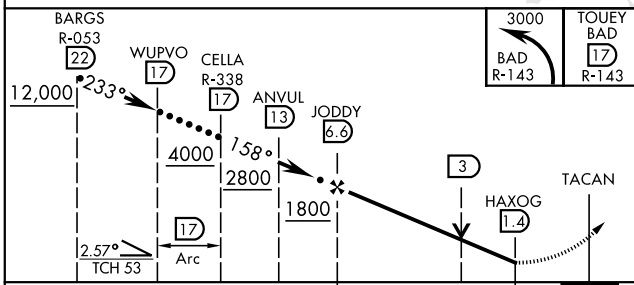 BARGS
R-053
22
WUPVO
17
CELLA
R-338
17
ANVUL
13
JODDY
6.6
3000
BAD
R-143
TOUEY
BAD
17
R-143
12,000
233°
4000
158°
2800
1800
3
HAXOG
1.4
TACAN
2.57°
TCH 53
17
Arc